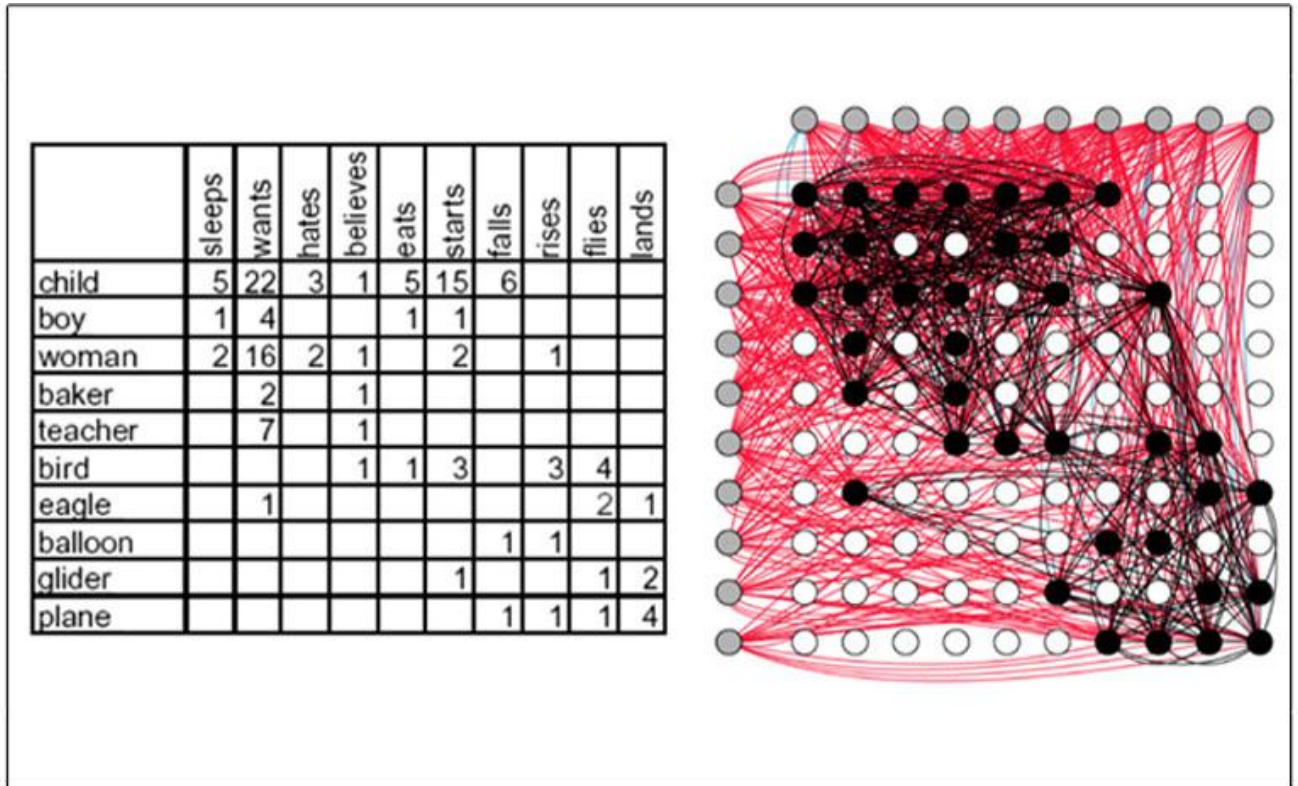 sleeps wants hates believes eats starts falls rises flies lands
child 5 22 3 1 5 15 6
boy 1 4 1 1
woman 2 16 2 1 2 1
baker 2 1
teacher 7 1
bird 1 1 3 3 4
eagle 1 2 1
balloon 1 1
glider 1 1 2
plane 1 1 1 4